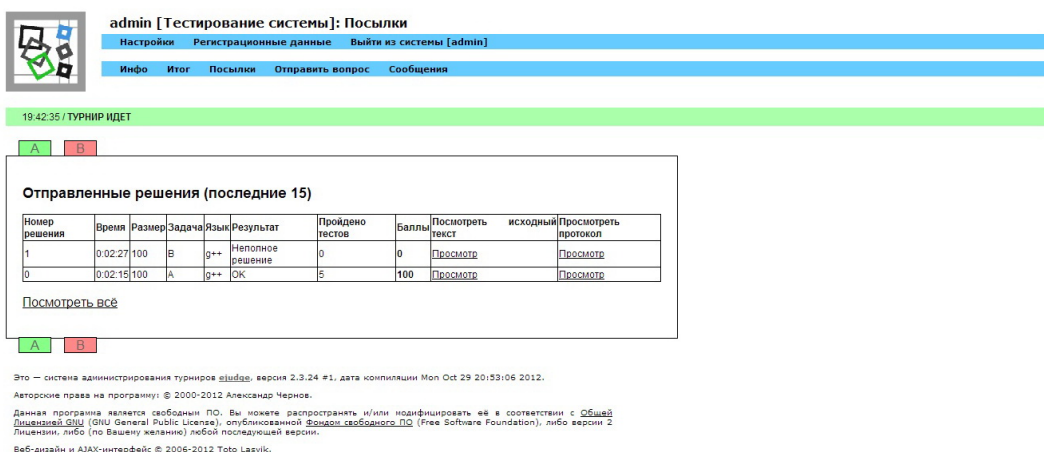 admin [Тестирование системы]: Посылки
Настройки Регистрационные данные Выйти из системы [admin]
Инфо Итог Посылки Отправить вопрос Сообщения
19:42:35 / ТУРНИР ИДЕТ
A B
Отправленные решения (последние 15)
Номер решения Время Размер Задача Язык Результат Пройдено тестов Баллы Посмотреть исходный текст Просмотреть протокол
1 0:02:27 100 B g++ Неполное решение 0 0 Просмотр Просмотр
0 0:02:15 100 A g++ OK 5 100 Просмотр Просмотр
Посмотреть всё
A B
Это — система администрирования турниров ejudge, версия 2.3.24 #1, дата компиляции Mon Oct 29 20:53:06 2012.
Авторские права на программу: © 2000-2012 Александр Чернов.
Данная программа является свободным ПО. Вы можете распространять и/или модифицировать её в соответствии с Общей
Лицензией GNU (GNU General Public License), опубликованной Фондом свободного ПО (Free Software Foundation), либо версии 2
Лицензии, либо (по Вашему желанию) любой последующей версии.
Веб-дизайн и AJAX-интерфейс © 2006-2012 Toto Lasvik.